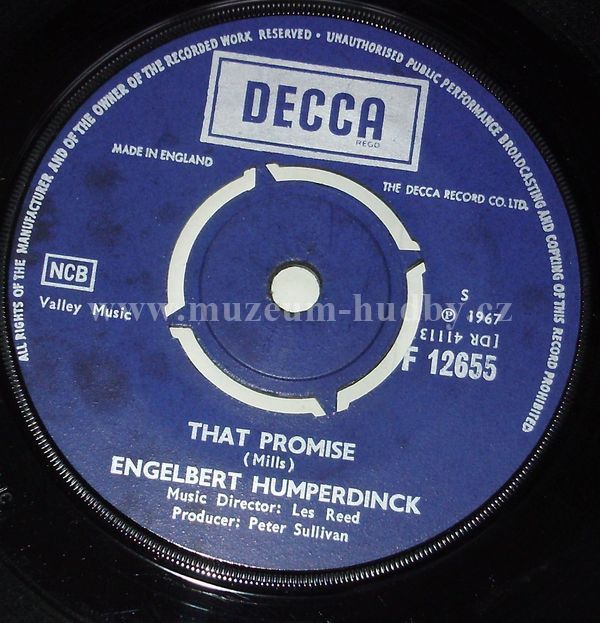 ALL RIGHTS OF THE MANUFACTURER AND OF THE OWNER OF THE RECORDED WORK RESERVED • UNAUTHORISED PUBLIC PERFORMANCE BROADCASTING AND COPYING OF THIS RECORD PROHIBITED
DECCA
REGD
MADE IN ENGLAND
THE DECCA RECORD CO. LTD.
NCB
Valley Music
S
℗ 1967
[DR 41113
F 12655
www.muzeum-hudby.cz
THAT PROMISE
(Mills)
ENGELBERT HUMPERDINCK
Music Director: Les Reed
Producer: Peter Sullivan